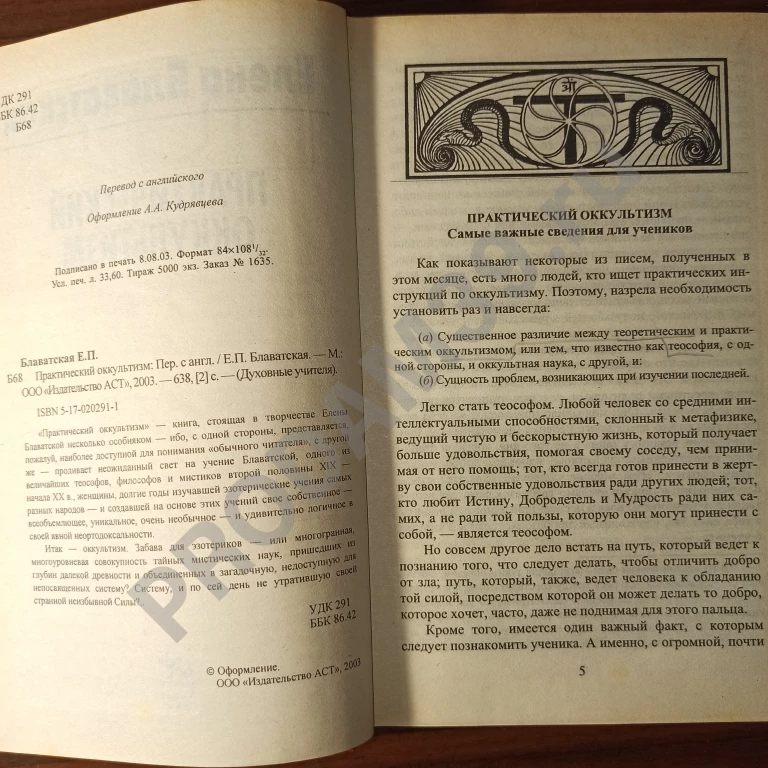 УДК 291
ББК 86.42
Б68
Перевод с английского
Оформление А.А. Кудрявцева
Подписано в печать 8.08.03. Формат 84×108¹/₃₂.
Усл. печ. л. 33,60. Тираж 5000 экз. Заказ № 1635.
Блаватская Е.П.
Б68 Практический оккультизм: Пер. с англ. / Е.П. Блаватская. — М.:
ООО «Издательство АСТ», 2003. — 638, [2] с. — (Духовные учителя).
ISBN 5-17-020291-1
«Практический оккультизм» — книга, стоящая в творчестве Елены
Блаватской несколько особняком — ибо, с одной стороны, представляется,
пожалуй, наиболее доступной для понимания «обычного читателя», с другой
же — проливает неожиданный свет на учение Блаватской, одного из
величайших теософов, философов и мистиков второй половины XIX —
начала XX в., женщины, долгие годы изучавшей эзотерические учения самых
разных народов — и создавшей на основе этих учений свое собственное —
всеобъемлющее, уникальное, очень необычное — и удивительно логичное в
своей явной неортодоксальности.
Итак — оккультизм. Забава для эзотериков — или многогранная,
многоуровневая совокупность тайных мистических наук, пришедших из
глубин далекой древности и объединенных в загадочную, недоступную для
непосвященных систему? Систему, и по сей день не утратившую своей
странной неизбывной Силы?..
УДК 291
ББК 86.42
© Оформление.
ООО «Издательство АСТ», 2003
ПРАКТИЧЕСКИЙ ОККУЛЬТИЗМ
Самые важные сведения для учеников
Как показывают некоторые из писем, полученных в
этом месяце, есть много людей, кто ищет практических ин-
струкций по оккультизму. Поэтому, назрела необходимость
установить раз и навсегда:
(а) Существенное различие между теоретическим и практи-
ческим оккультизмом, или тем, что известно как теософия, с од-
ной стороны, и оккультная наука, с другой, и:
(б) Сущность проблем, возникающих при изучении последней.
Легко стать теософом. Любой человек со средними ин-
теллектуальными способностями, склонный к метафизике,
ведущий чистую и бескорыстную жизнь, который получает
больше удовольствия, помогая своему соседу, чем прини-
мая от него помощь; тот, кто всегда готов принести в жерт-
ву свои собственные удовольствия ради других людей; тот,
кто любит Истину, Добродетель и Мудрость ради них са-
мих, а не ради той пользы, которую они могут принести с
собой, — является теософом.
Но совсем другое дело встать на путь, который ведет к
познанию того, что следует делать, чтобы отличить добро
от зла; путь, который, также, ведет человека к обладанию
той силой, посредством которой он может делать то добро,
которое хочет, часто, даже не поднимая для этого пальца.
Кроме того, имеется один важный факт, с которым
следует познакомить ученика. А именно, с огромной, почти
5